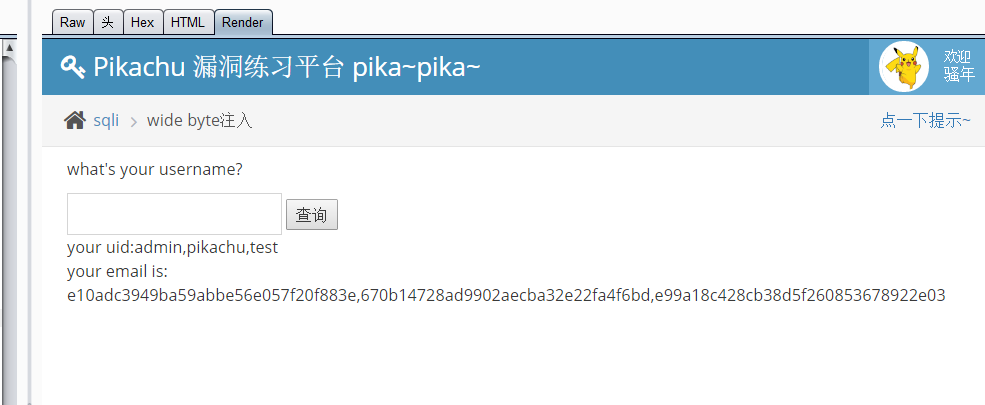 Raw 头 Hex HTML Render
Pikachu 漏洞练习平台 pika~pika~
欢迎
骚年
sqli > wide byte注入 点一下提示~
what's your username?
查询
your uid:admin,pikachu,test
your email is:
e10adc3949ba59abbe56e057f20f883e,670b14728ad9902aecba32e22fa4f6bd,e99a18c428cb38d5f260853678922e03